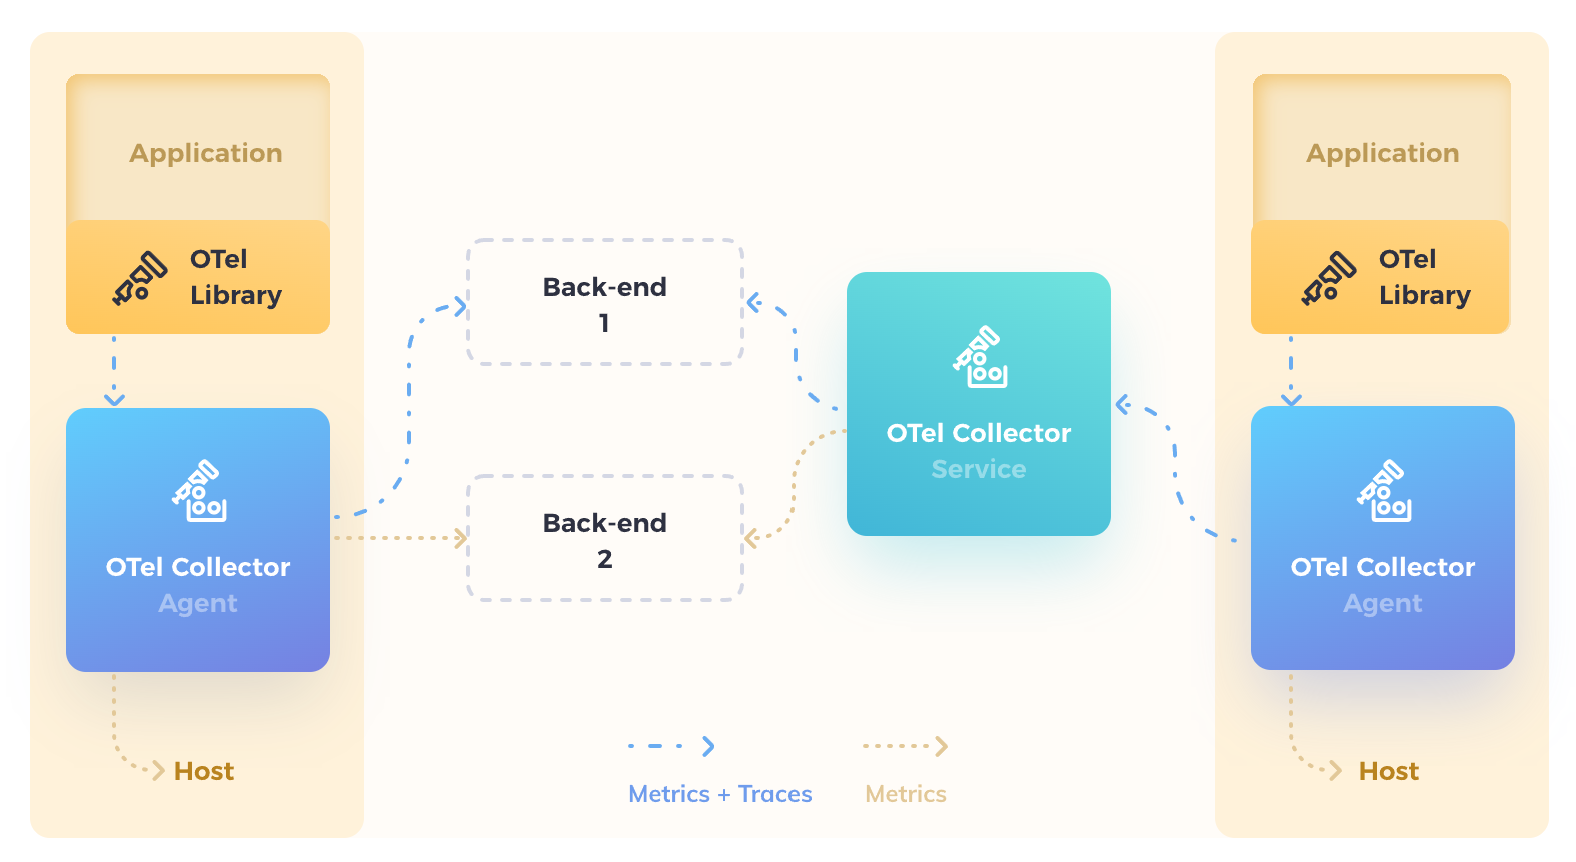 Application
OTel
Library
OTel Collector
Agent
Host
Back-end
1
Back-end
2
OTel Collector
Service
Metrics + Traces
Metrics
Application
OTel
Library
OTel Collector
Agent
Host